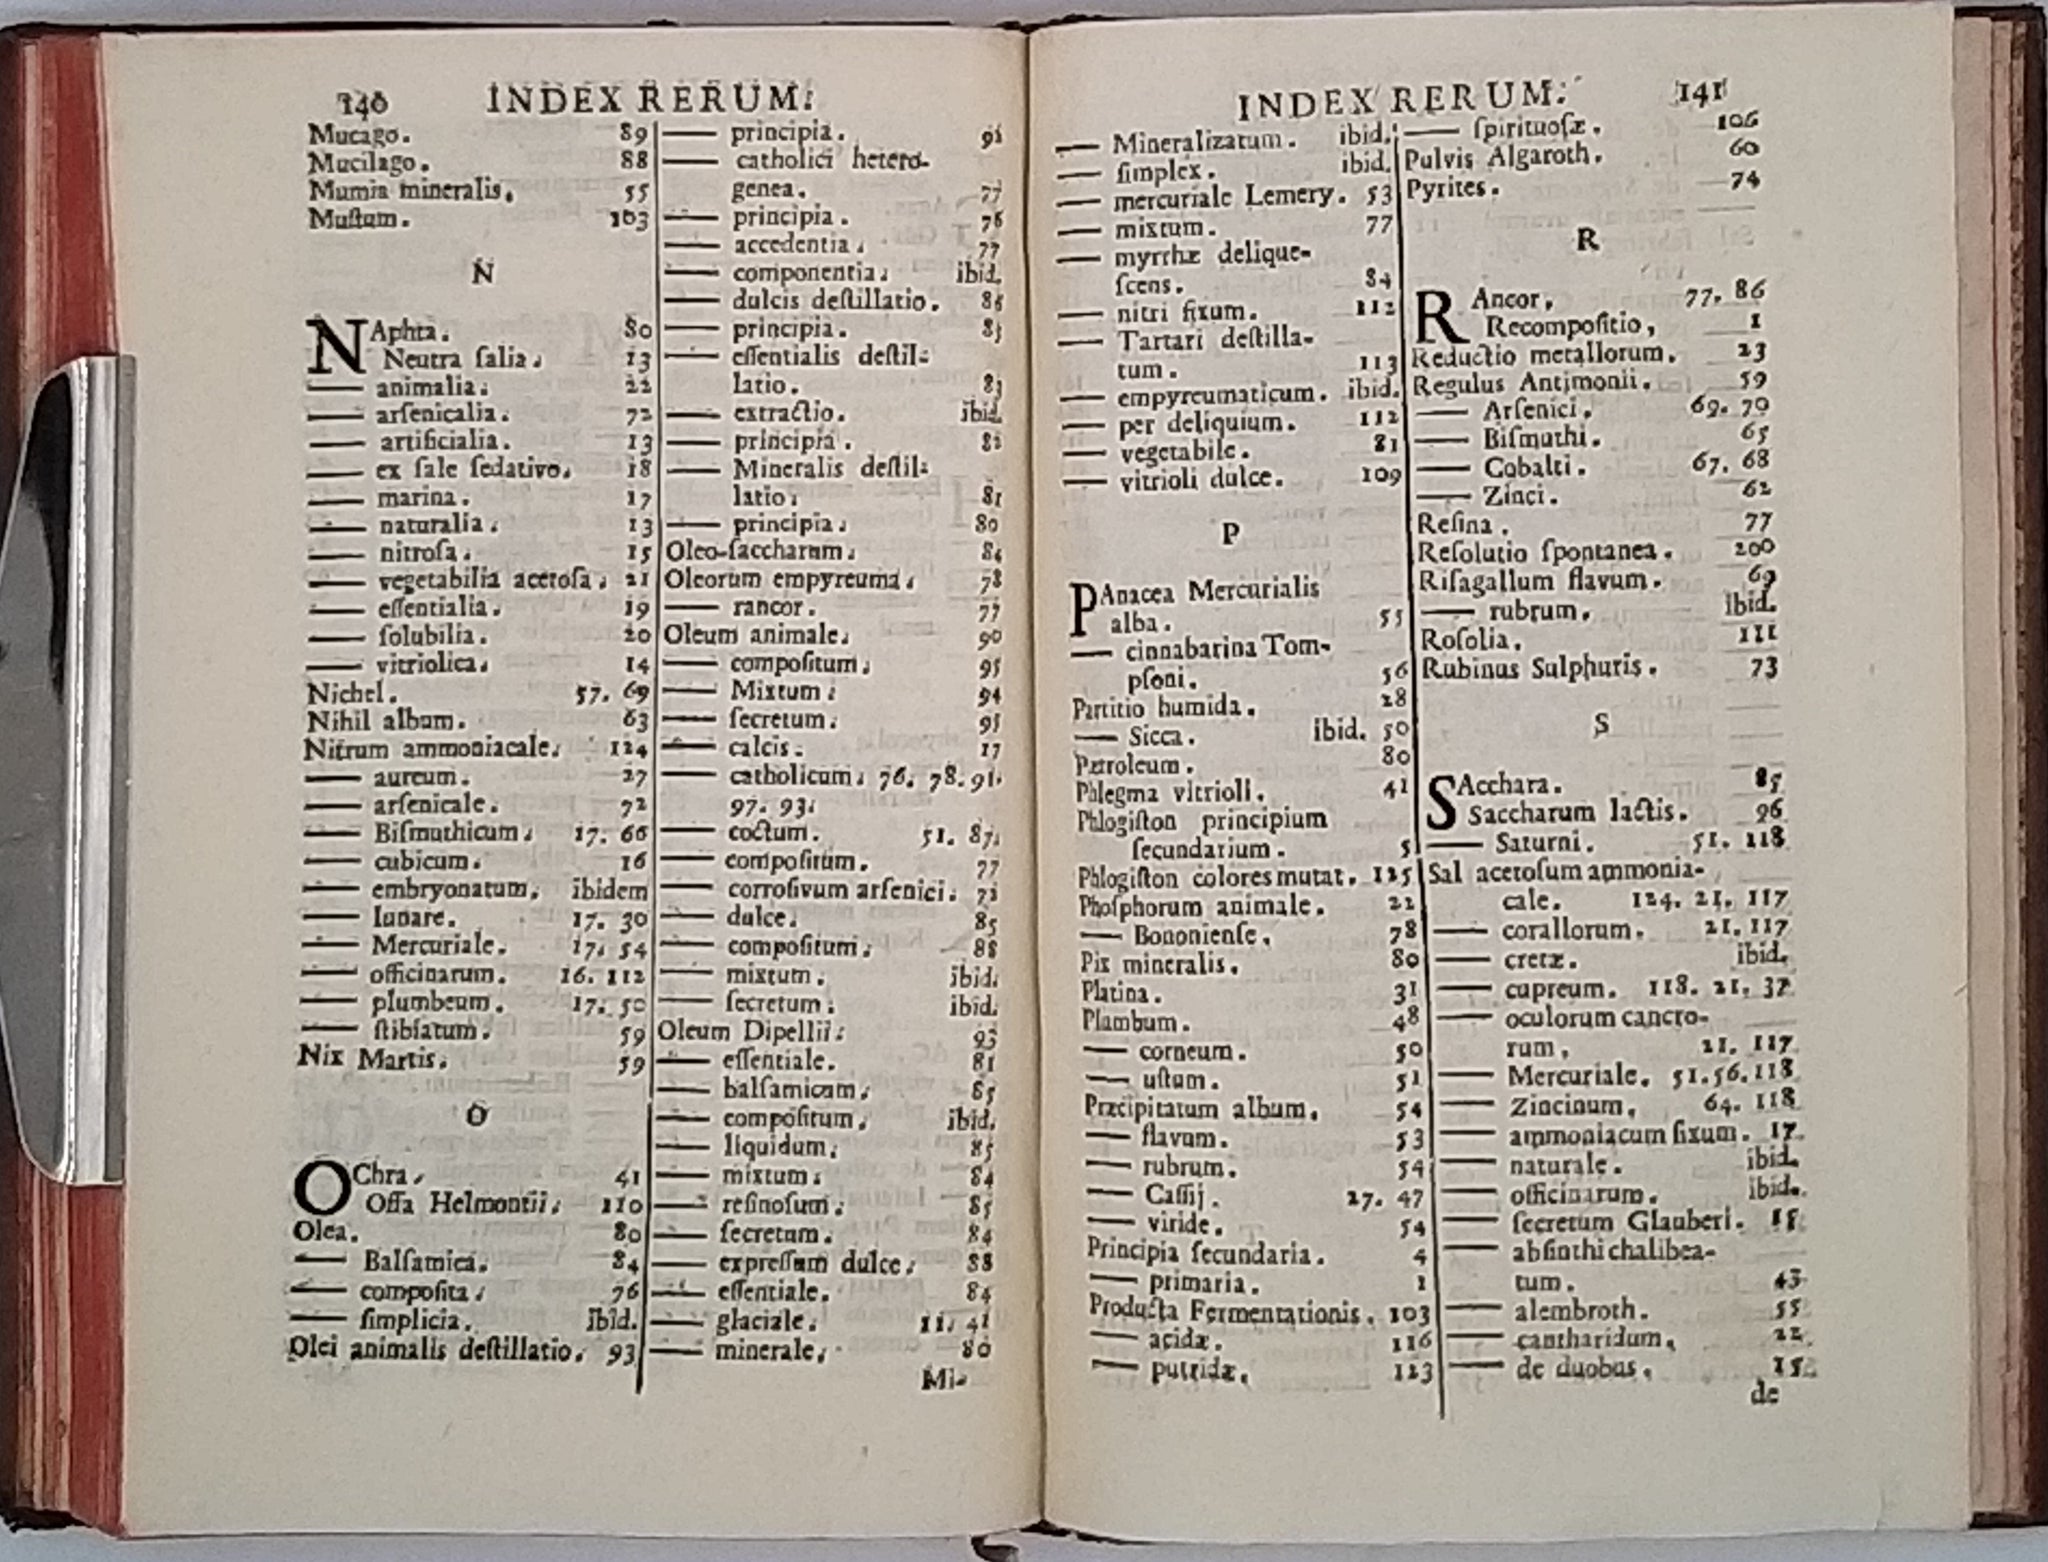 140 INDEX RERUM.
Mucago. 89
Mucilago. 88
Mumia mineralis. 55
Muſtum. 103
N
NAphta. 80
Neutra ſalia. 13
—— animalia. 22
—— arſenicalia. 72
—— artificialia. 13
—— ex ſale ſedativo. 18
—— marina. 17
—— naturalia. 13
—— nitroſa. 15
—— vegetabilia acetoſa. 21
—— eſſentialia. 19
—— ſolubilia. 20
—— vitriolica. 14
Nichel. 57. 69
Nihil album. 63
Nitrum ammoniacale. 124
—— aureum. 27
—— arſenicale. 72
—— Biſmuthicum. 17. 66
—— cubicum. 16
—— embryonatum. ibidem
—— lunare. 17. 30
—— Mercuriale. 17. 54
—— officinarum. 16. 112
—— plumbeum. 17. 50
—— ſtibiatum. 59
Nix Martis. 59
O
OChra. 41
Offa Helmontii. 110
Olea. 80
—— Balſamica. 84
—— compoſita. 76
—— ſimplicia. ibid.
Olei animalis deſtillatio. 93
—— principia. 91
—— catholici hetero-
genea. 77
—— principia. 76
—— accedentia. 77
—— componentia. ibid.
—— dulcis deſtillatio. 86
—— principia. 85
—— eſſentialis deſtil-
latio. 83
—— extractio. ibid.
—— principia. 81
—— Mineralis deſtil-
latio. 81
—— principia. 80
Oleo-ſaccharum. 84
Oleorum empyreuma. 78
—— rancor. 77
Oleum animale. 90
—— compoſitum. 95
—— Mixtum. 94
—— ſecretum. 95
—— calcis. 17
—— catholicum. 76. 78. 91.
97. 93.
—— coctum. 51. 87.
—— compoſitum. 77
—— corroſivum arſenici. 72
—— dulce. 85
—— compoſitum. 88
—— mixtum. ibid.
—— ſecretum. ibid.
Oleum Dipellii. 93
—— eſſentiale. 81
—— balſamicum. 85
—— compoſitum. ibid.
—— liquidum. 85
—— mixtum. 84
—— reſinoſum. 85
—— ſecretum. 84
—— expreſſum dulce. 88
—— eſſentiale. 84
—— glaciale. 11. 41
—— minerale. 80
Mi-
INDEX RERUM. 141
—— Mineralizatum. ibid.
—— ſimplex. ibid.
—— mercuriale Lemery. 53
—— mixtum. 77
—— myrrhæ delique-
ſcens. 84
—— nitri fixum. 112
—— Tartari deſtilla-
tum. 113
—— empyreumaticum. ibid.
—— per deliquium. 112
—— vegetabile. 81
—— vitrioli dulce. 109
P
PAnacea Mercurialis
alba. 55
—— cinnabarina Tom-
pſoni. 56
Partitio humida. 28
—— Sicca. ibid. 50
Petroleum. 80
Phlegma vitrioli. 41
Phlogiſton principium
ſecundarium. 5
Phlogiſton colores mutat. 125
Phoſphorum animale. 22
—— Bononienſe. 78
Pix mineralis. 80
Platina. 31
Plambum. 48
—— corneum. 50
—— uſtum. 51
Præcipitatum album. 54
—— flavum. 53
—— rubrum. 54
—— Caſſij. 27. 47
—— viride. 54
Principia ſecundaria. 4
—— primaria. 1
Producta Fermentationis. 103
—— acidæ. 116
—— putridæ. 123
—— ſpirituoſæ. 106
Pulvis Algaroth. 60
Pyrites. 74
R
RAncor. 77. 86
Recompoſitio. 1
Reductio metallorum. 23
Regulus Antimonii. 59
—— Arſenici. 69. 70
—— Biſmuthi. 65
—— Cobalti. 67. 68
—— Zinci. 62
Reſina. 77
Reſolutio ſpontanea. 200
Riſagallum flavum. 69
—— rubrum. ibid.
Roſolia. 111
Rubinus Sulphuris. 73
S
SAcchara. 85
Saccharum lactis. 96
—— Saturni. 51. 118
Sal acetoſum ammonia-
cale. 124. 21. 117
—— corallorum. 21. 117
—— cretæ. ibid.
—— cupreum. 118. 21. 37
—— oculorum cancro-
rum. 21. 117
—— Mercuriale. 51.56.118
—— Zincinum. 64. 118
—— ammoniacum fixum. 17
—— naturale. ibid.
—— officinarum. ibid.
—— ſecretum Glauberi. 15
—— abſinthi chalibea-
tum. 43
—— alembroth. 55
—— cantharidum. 22
—— de duobus. 15
de